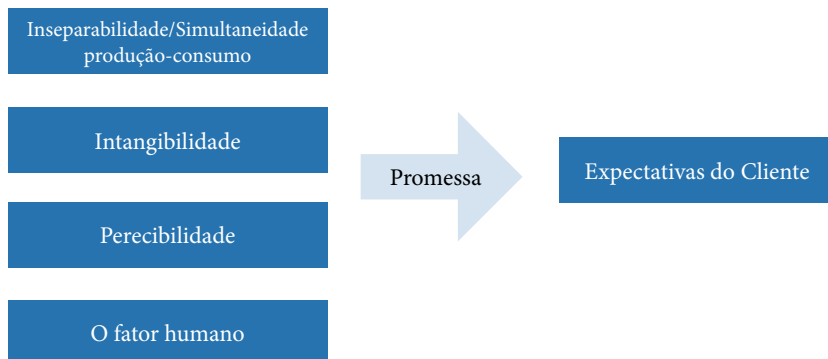 Inseparabilidade/Simultaneidade
produção-consumo
Intangibilidade
Perecibilidade
O fator humano
Promessa
Expectativas do Cliente